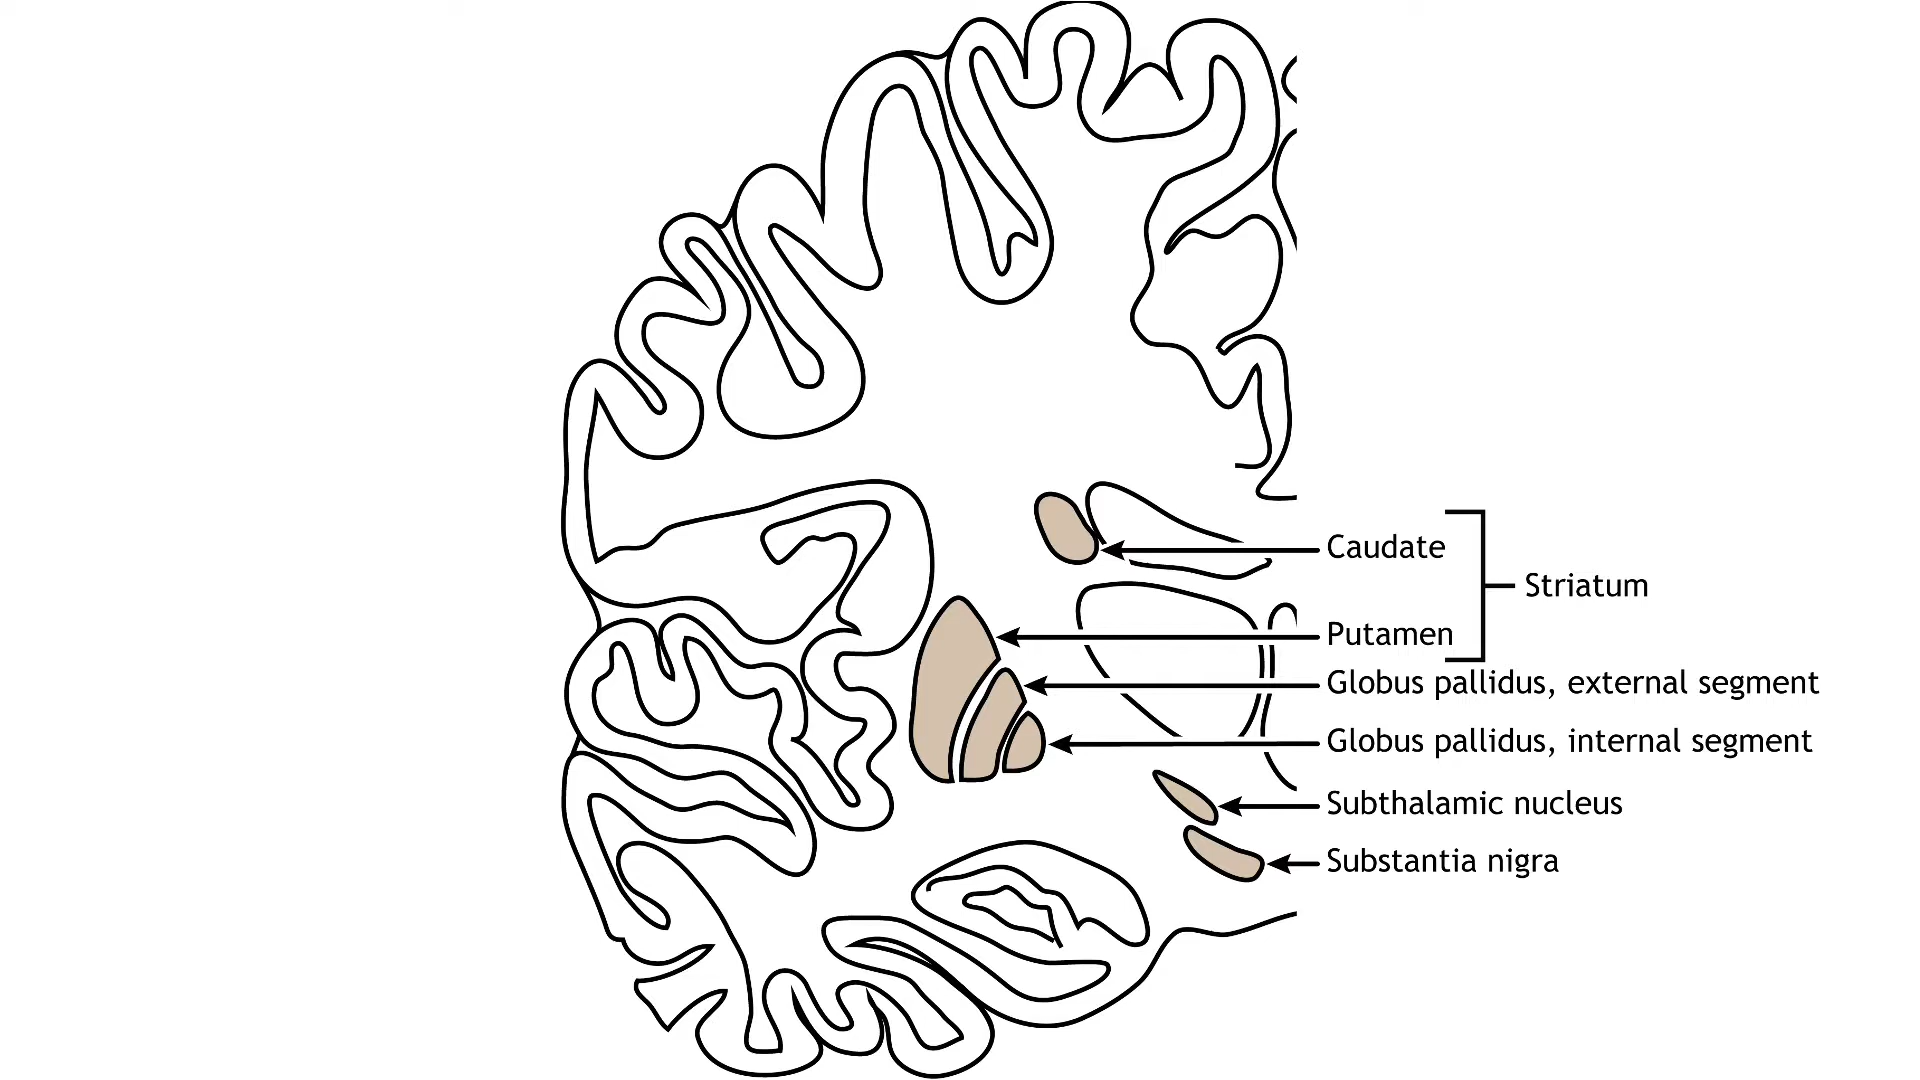 Caudate
Striatum
Putamen
Globus pallidus, external segment
Globus pallidus, internal segment
Subthalamic nucleus
Substantia nigra